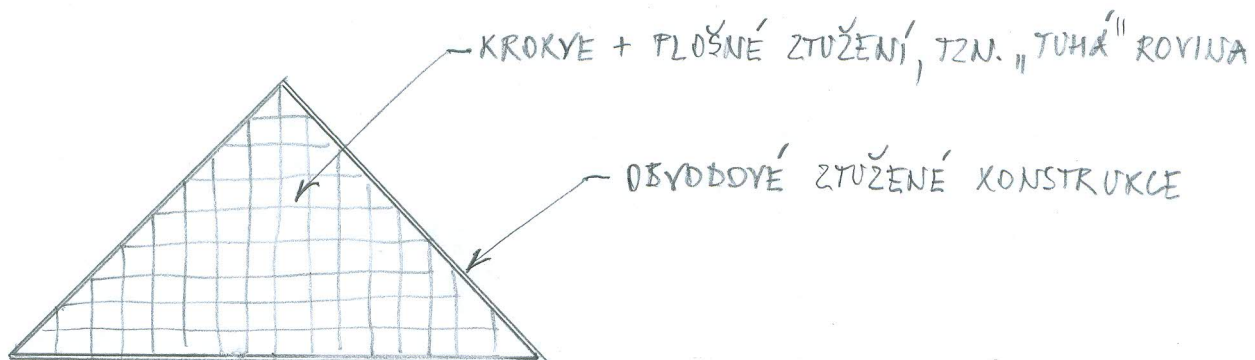 KROKVE + PLOŠNÉ ZTUŽENÍ, TZN. „TUHÁ" ROVINA
OBVODOVÉ ZTUŽENÉ KONSTRUKCE